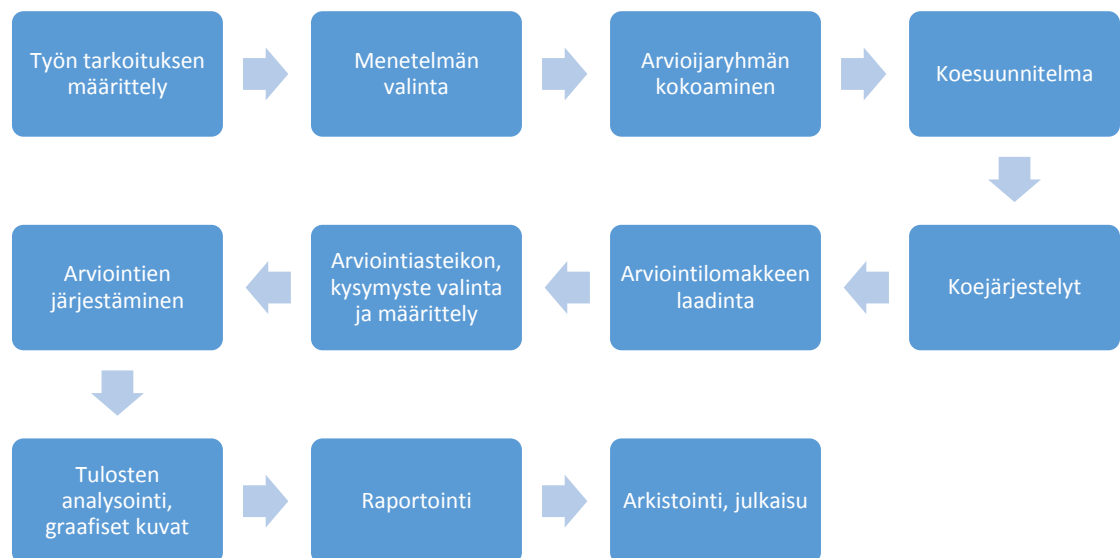 Työn tarkoituksen
määrittely
Menetelmän
valinta
Arvioijaryhmän
kokoaminen
Koesuunnitelma
Koejärjestelyt
Arviointilomakkeen
laadinta
Arviointiasteikon,
kysymyste valinta
ja määrittely
Arviointien
järjestäminen
Tulosten
analysointi,
graafiset kuvat
Raportointi
Arkistointi, julkaisu